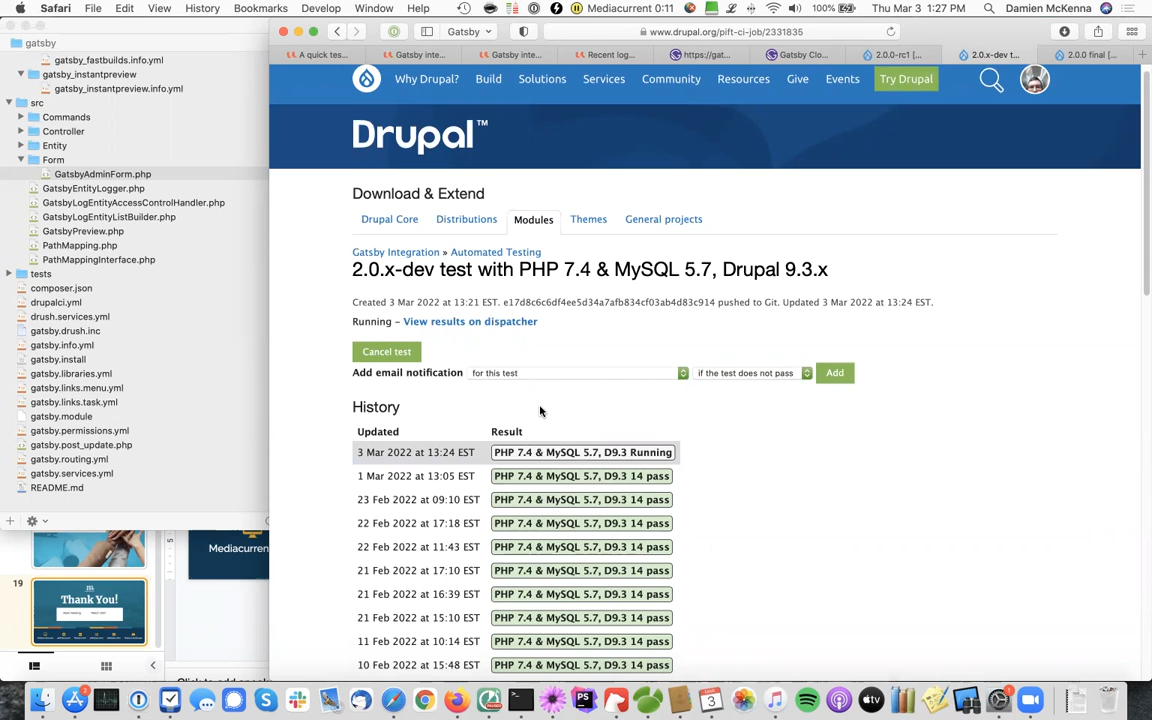 Safari File Edit View History Bookmarks Develop Window Help Mediacurrent 0:11 100% Thu Mar 3 1:27 PM Damien McKenna
gatsby
gatsby_fastbuilds.info.yml
gatsby_instantpreview
gatsby_instantpreview.info.yml
src
Commands
Controller
Entity
Form
GatsbyAdminForm.php
GatsbyEntityLogger.php
GatsbyLogEntityAccessControlHandler.php
GatsbyLogEntityListBuilder.php
GatsbyPreview.php
PathMapping.php
PathMappingInterface.php
tests
composer.json
drupalci.yml
drush.services.yml
gatsby.drush.inc
gatsby.info.yml
gatsby.install
gatsby.libraries.yml
gatsby.links.menu.yml
gatsby.links.task.yml
gatsby.module
gatsby.permissions.yml
gatsby.post_update.php
gatsby.routing.yml
gatsby.services.yml
README.md
19
Thank You!
Mediacurren
Gatsby
www.drupal.org/pift-ci-job/2331835
A quick tes... Gatsby inte... Gatsby inte... Recent log... https://gat... Gatsby Clo... 2.0.0-rc1 [... 2.0.x-dev t... 2.0.0 final [...
Why Drupal? Build Solutions Services Community Resources Give Events Try Drupal
Drupal™
Download & Extend
Drupal Core Distributions Modules Themes General projects
Gatsby Integration » Automated Testing
2.0.x-dev test with PHP 7.4 & MySQL 5.7, Drupal 9.3.x
Created 3 Mar 2022 at 13:21 EST. e17d8c6c6df4ee5d34a7afb834cf03ab4d83c914 pushed to Git. Updated 3 Mar 2022 at 13:24 EST.
Running – View results on dispatcher
Cancel test
Add email notification for this test if the test does not pass Add
History
Updated Result
3 Mar 2022 at 13:24 EST PHP 7.4 & MySQL 5.7, D9.3 Running
1 Mar 2022 at 13:05 EST PHP 7.4 & MySQL 5.7, D9.3 14 pass
23 Feb 2022 at 09:10 EST PHP 7.4 & MySQL 5.7, D9.3 14 pass
22 Feb 2022 at 17:18 EST PHP 7.4 & MySQL 5.7, D9.3 14 pass
22 Feb 2022 at 11:43 EST PHP 7.4 & MySQL 5.7, D9.3 14 pass
21 Feb 2022 at 17:10 EST PHP 7.4 & MySQL 5.7, D9.3 14 pass
21 Feb 2022 at 16:39 EST PHP 7.4 & MySQL 5.7, D9.3 14 pass
21 Feb 2022 at 15:10 EST PHP 7.4 & MySQL 5.7, D9.3 14 pass
11 Feb 2022 at 10:14 EST PHP 7.4 & MySQL 5.7, D9.3 14 pass
10 Feb 2022 at 15:48 EST PHP 7.4 & MySQL 5.7, D9.3 14 pass